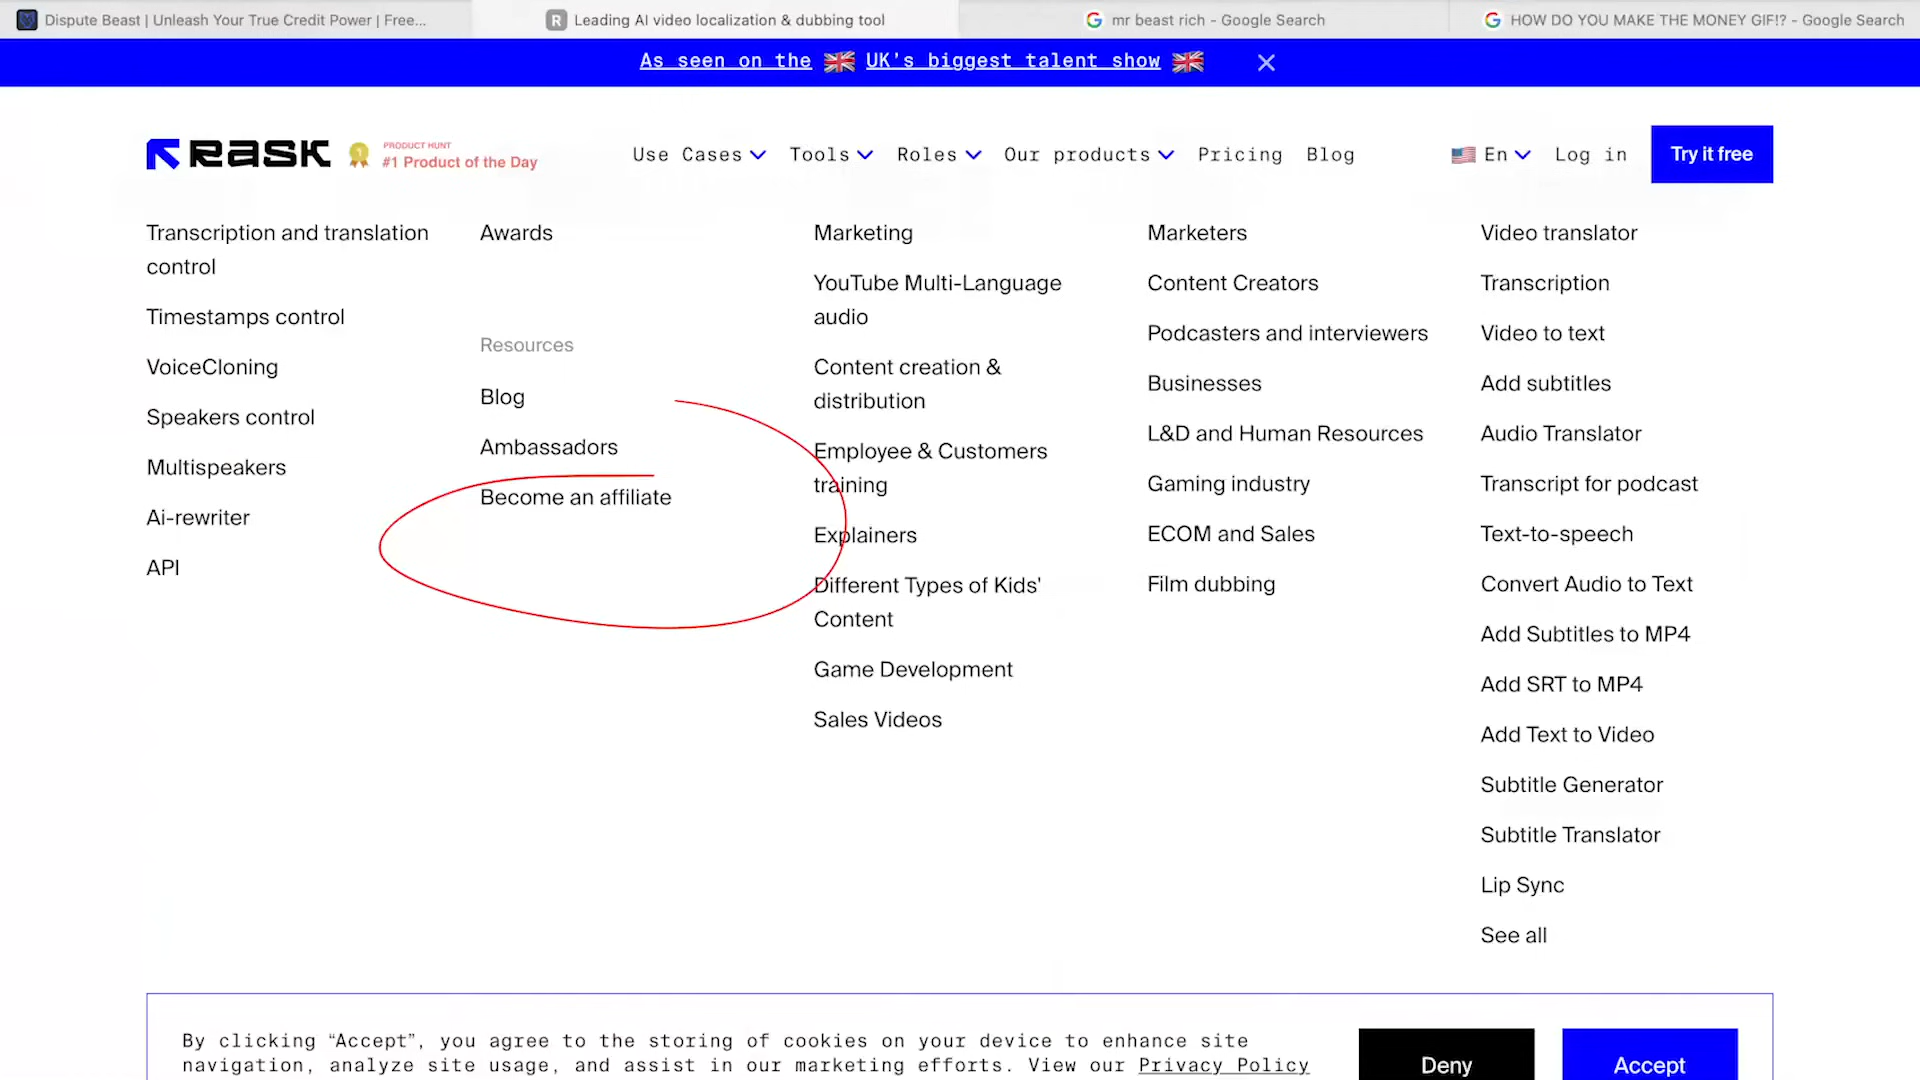 Dispute Beast | Unleash Your True Credit Power | Free...
R Leading AI video localization & dubbing tool
mr beast rich - Google Search
HOW DO YOU MAKE THE MONEY GIF!? - Google Search
As seen on the UK's biggest talent show
Rask
1 PRODUCT HUNT
#1 Product of the Day
Use Cases Tools Roles Our products Pricing Blog En Log in Try it free
Transcription and translation
control
Timestamps control
VoiceCloning
Speakers control
Multispeakers
Ai-rewriter
API
Awards
Resources
Blog
Ambassadors
Become an affiliate
Marketing
YouTube Multi-Language
audio
Content creation &
distribution
Employee & Customers
training
Explainers
Different Types of Kids'
Content
Game Development
Sales Videos
Marketers
Content Creators
Podcasters and interviewers
Businesses
L&D and Human Resources
Gaming industry
ECOM and Sales
Film dubbing
Video translator
Transcription
Video to text
Add subtitles
Audio Translator
Transcript for podcast
Text-to-speech
Convert Audio to Text
Add Subtitles to MP4
Add SRT to MP4
Add Text to Video
Subtitle Generator
Subtitle Translator
Lip Sync
See all
By clicking “Accept”, you agree to the storing of cookies on your device to enhance site
navigation, analyze site usage, and assist in our marketing efforts. View our Privacy Policy
Deny
Accept